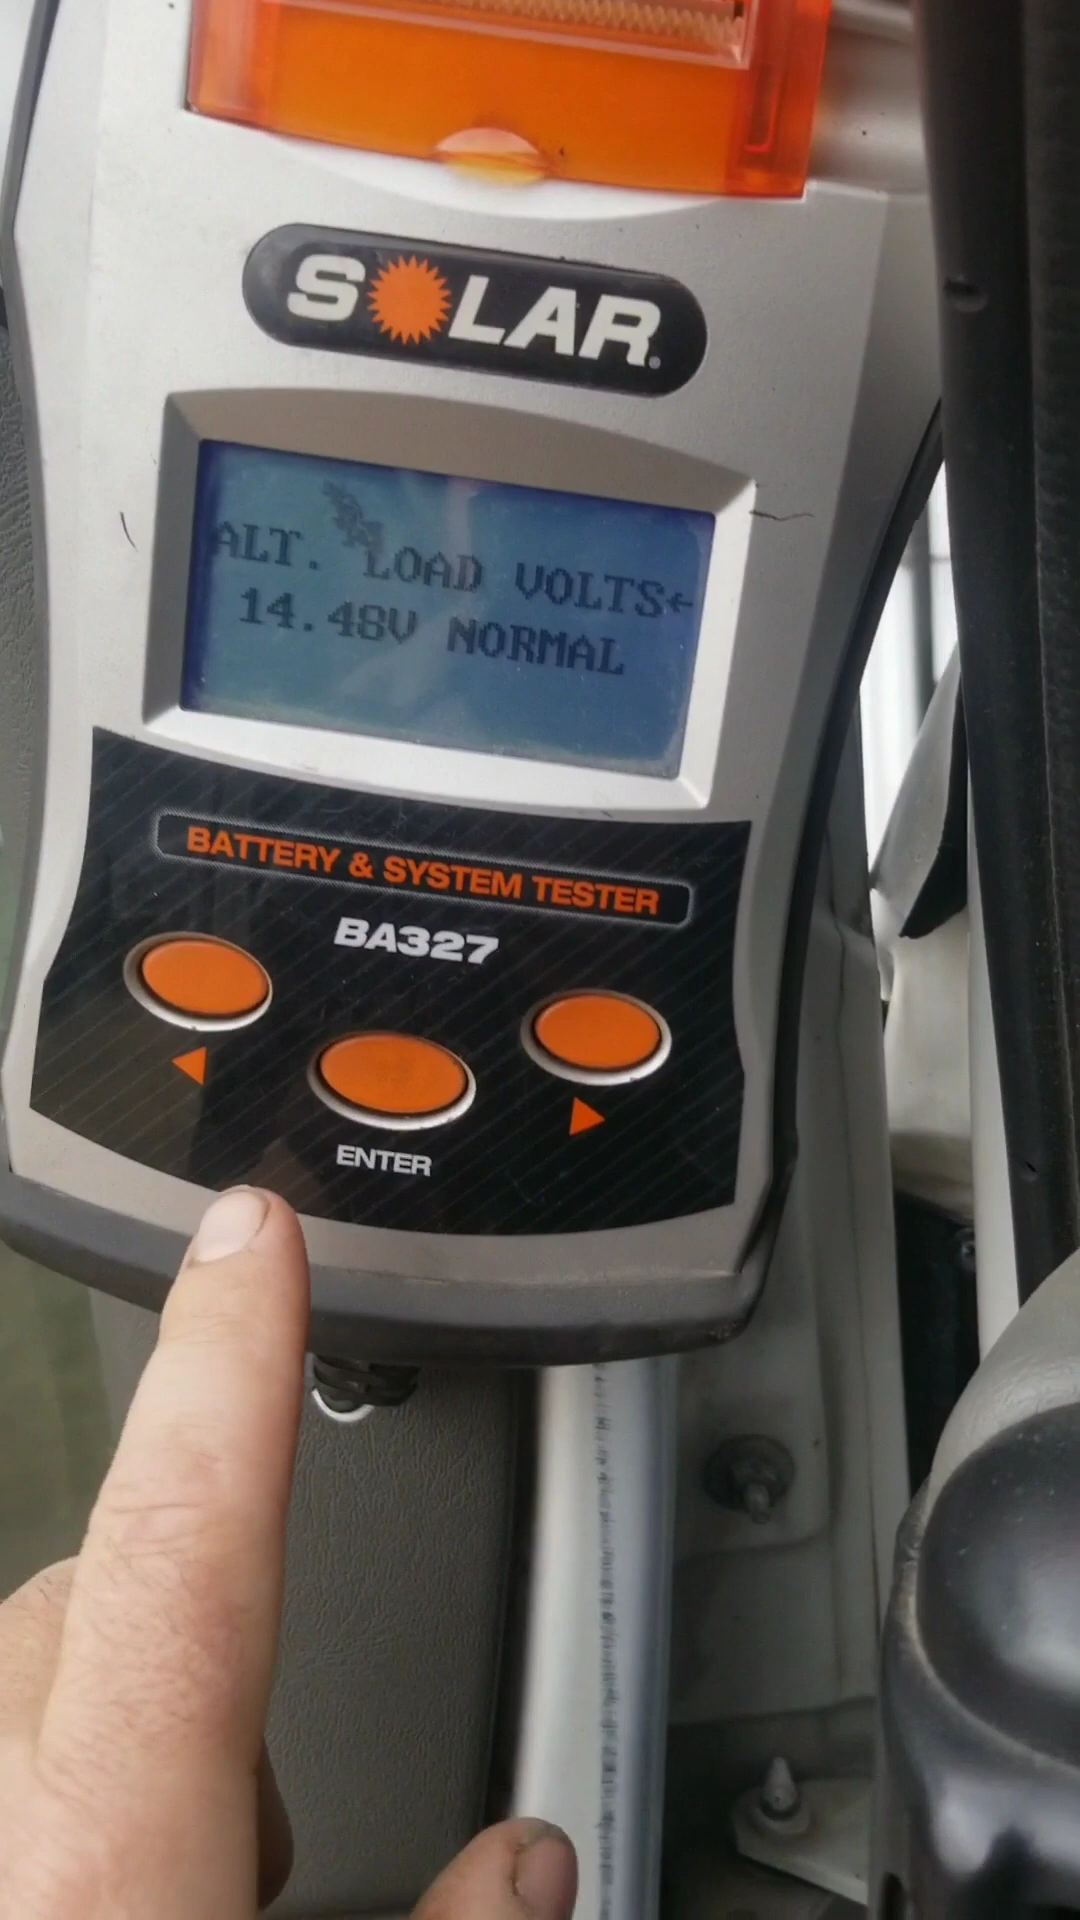 SOLAR
ALT. LOAD VOLTS←
14.48V NORMAL
BATTERY & SYSTEM TESTER
BA327
ENTER